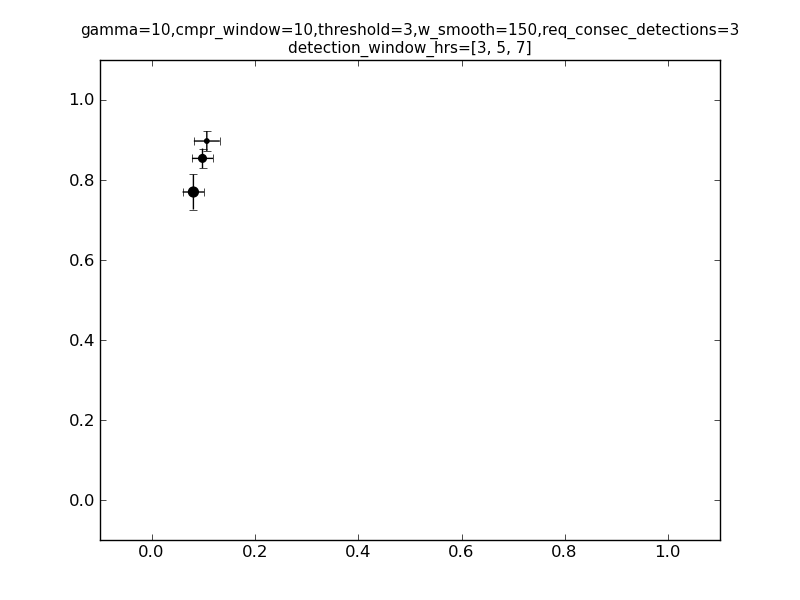 gamma=10,cmpr_window=10,threshold=3,w_smooth=150,req_consec_detections=3
detection_window_hrs=[3, 5, 7]
1.0
0.8
0.6
0.4
0.2
0.0
0.0 0.2 0.4 0.6 0.8 1.0